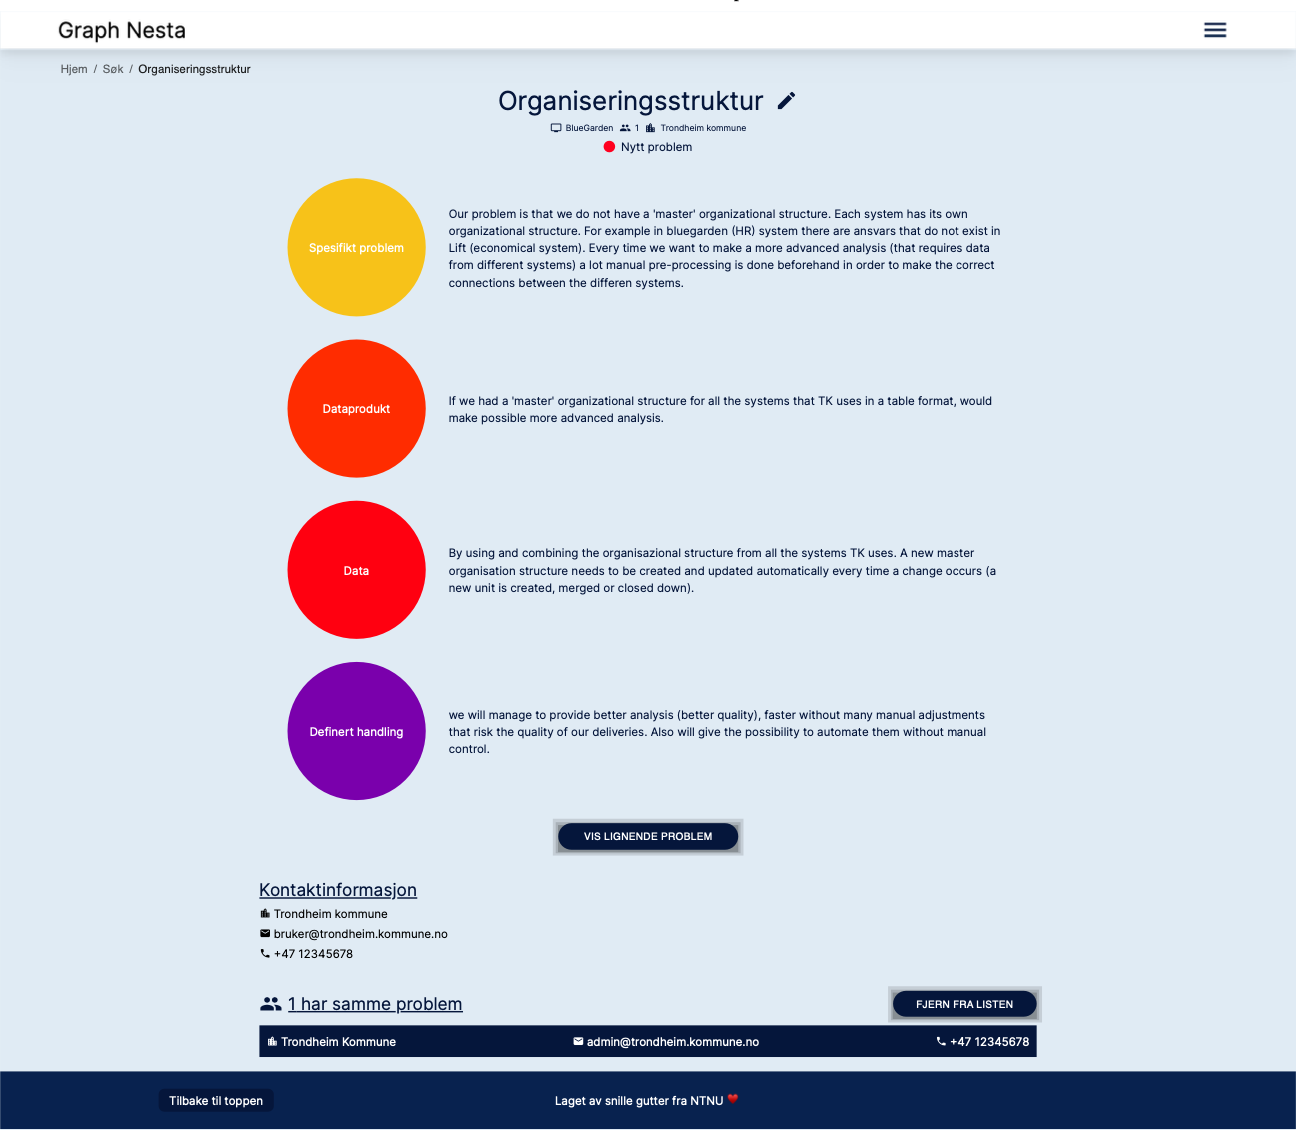 Graph Nesta
Hjem / Søk / Organiseringsstruktur
Organiseringsstruktur
BlueGarden 1 Trondheim kommune
Nytt problem
Spesifikt problem
Our problem is that we do not have a 'master' organizational structure. Each system has its own
organizational structure. For example in bluegarden (HR) system there are ansvars that do not exist in
Lift (economical system). Every time we want to make a more advanced analysis (that requires data
from different systems) a lot manual pre-processing is done beforehand in order to make the correct
connections between the differen systems.
Dataprodukt
If we had a 'master' organizational structure for all the systems that TK uses in a table format, would
make possible more advanced analysis.
Data
By using and combining the organisazional structure from all the systems TK uses. A new master
organisation structure needs to be created and updated automatically every time a change occurs (a
new unit is created, merged or closed down).
Definert handling
we will manage to provide better analysis (better quality), faster without many manual adjustments
that risk the quality of our deliveries. Also will give the possibility to automate them without manual
control.
VIS LIGNENDE PROBLEM
Kontaktinformasjon
Trondheim kommune
bruker@trondheim.kommune.no
+47 12345678
1 har samme problem
FJERN FRA LISTEN
Trondheim Kommune admin@trondheim.kommune.no +47 12345678
Tilbake til toppen
Laget av snille gutter fra NTNU ❤️